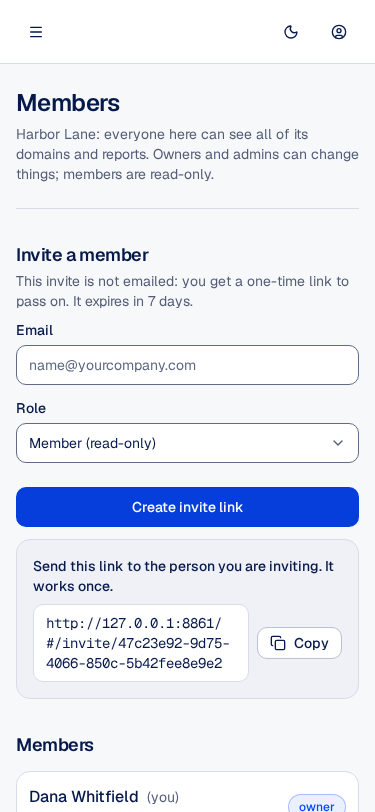 Members
Harbor Lane: everyone here can see all of its
domains and reports. Owners and admins can change
things; members are read-only.
Invite a member
This invite is not emailed: you get a one-time link to
pass on. It expires in 7 days.
Email
name@yourcompany.com
Role
Member (read-only)
Create invite link
Send this link to the person you are inviting. It
works once.
http://127.0.0.1:8861/
#/invite/47c23e92-9d75-
4066-850c-5b42fee8e9e2
Copy
Members
Dana Whitfield (you)
owner